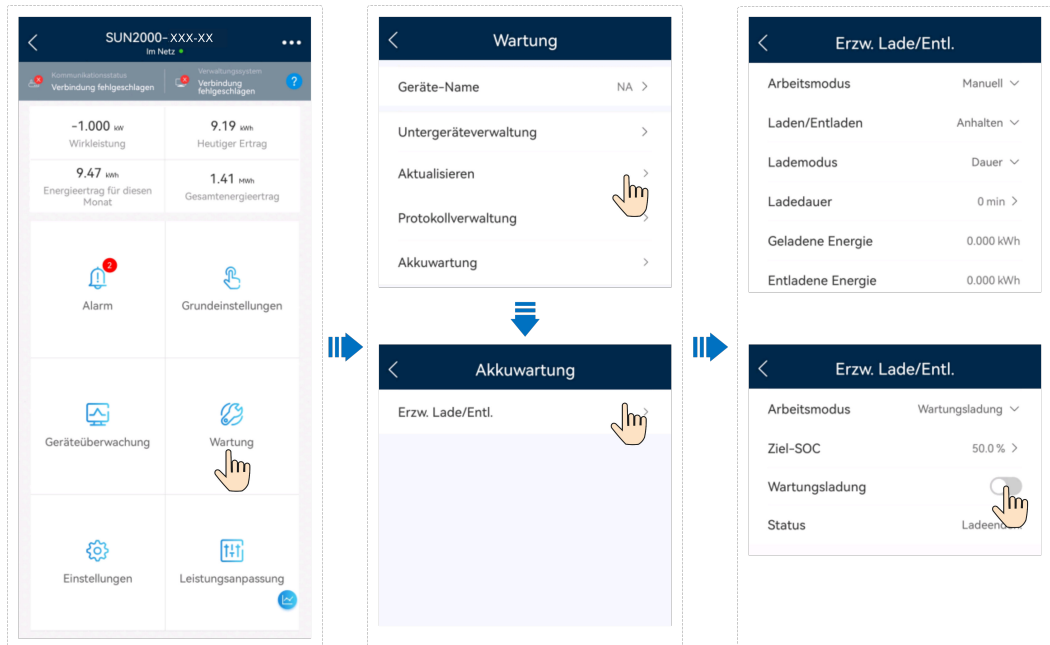 SUN2000- XXX-XX
Im Netz
Kommunikationsstatus
Verbindung fehlgeschlagen
Verwaltungssystem
Verbindung
fehlgeschlagen
?
-1.000 kW
Wirkleistung
9.19 kWh
Heutiger Ertrag
9.47 kWh
Energieertrag für diesen
Monat
1.41 MWh
Gesamtenergieertrag
2
Alarm
Grundeinstellungen
Geräteüberwachung
Wartung
Einstellungen
Leistungsanpassung
Wartung
Geräte-Name NA
Untergeräteverwaltung
Aktualisieren
Protokollverwaltung
Akkuwartung
Akkuwartung
Erzw. Lade/Entl.
Erzw. Lade/Entl.
Arbeitsmodus Manuell
Laden/Entladen Anhalten
Lademodus Dauer
Ladedauer 0 min
Geladene Energie 0.000 kWh
Entladene Energie 0.000 kWh
Erzw. Lade/Entl.
Arbeitsmodus Wartungsladung
Ziel-SOC 50.0 %
Wartungsladung
Status